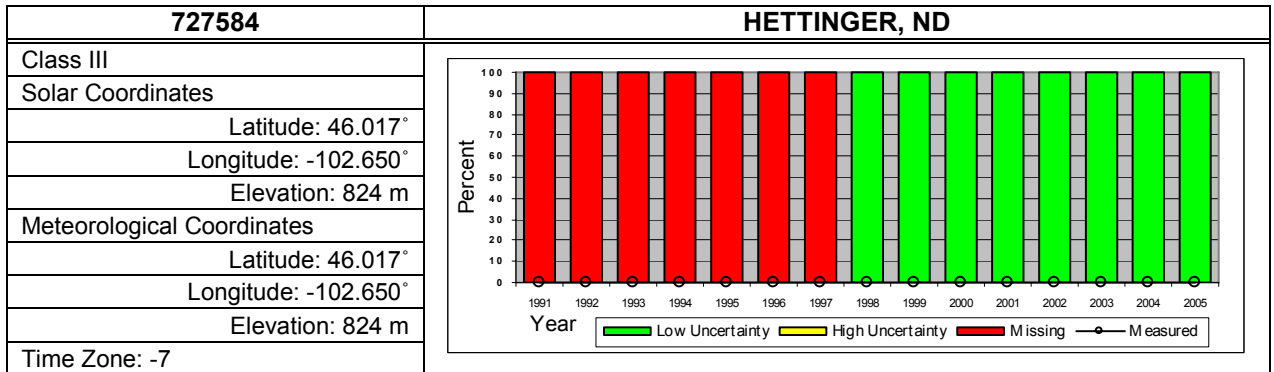 727584
HETTINGER, ND
Class III
Solar Coordinates
Latitude: 46.017˚
Longitude: -102.650˚
Elevation: 824 m
Meteorological Coordinates
Latitude: 46.017˚
Longitude: -102.650˚
Elevation: 824 m
Time Zone: -7
Percent
100
90
80
70
60
50
40
30
20
10
0
1991 1992 1993 1994 1995 1996 1997 1998 1999 2000 2001 2002 2003 2004 2005
Year
Low Uncertainty High Uncertainty Missing Measured